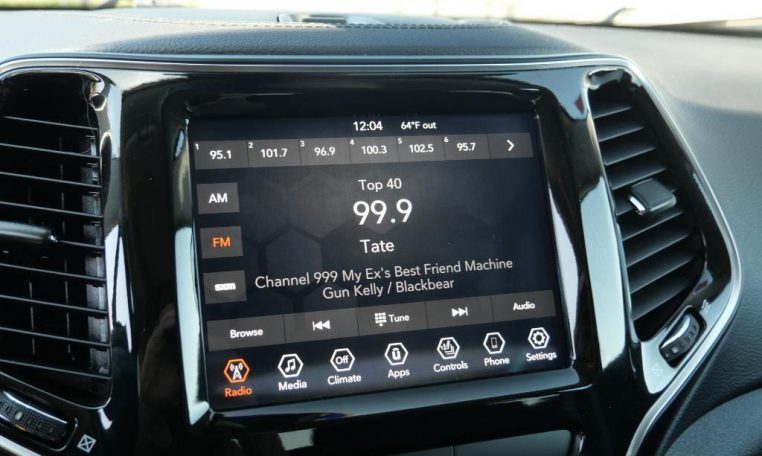 12:04 64°F out
1 95.1 2 101.7 3 96.9 4 100.3 5 102.5 6 95.7
Top 40
AM
99.9
FM
Tate
sxm
Channel 999 My Ex's Best Friend Machine
Gun Kelly / Blackbear
Browse Tune Audio
Off
Radio Media Climate Apps Controls Phone Settings